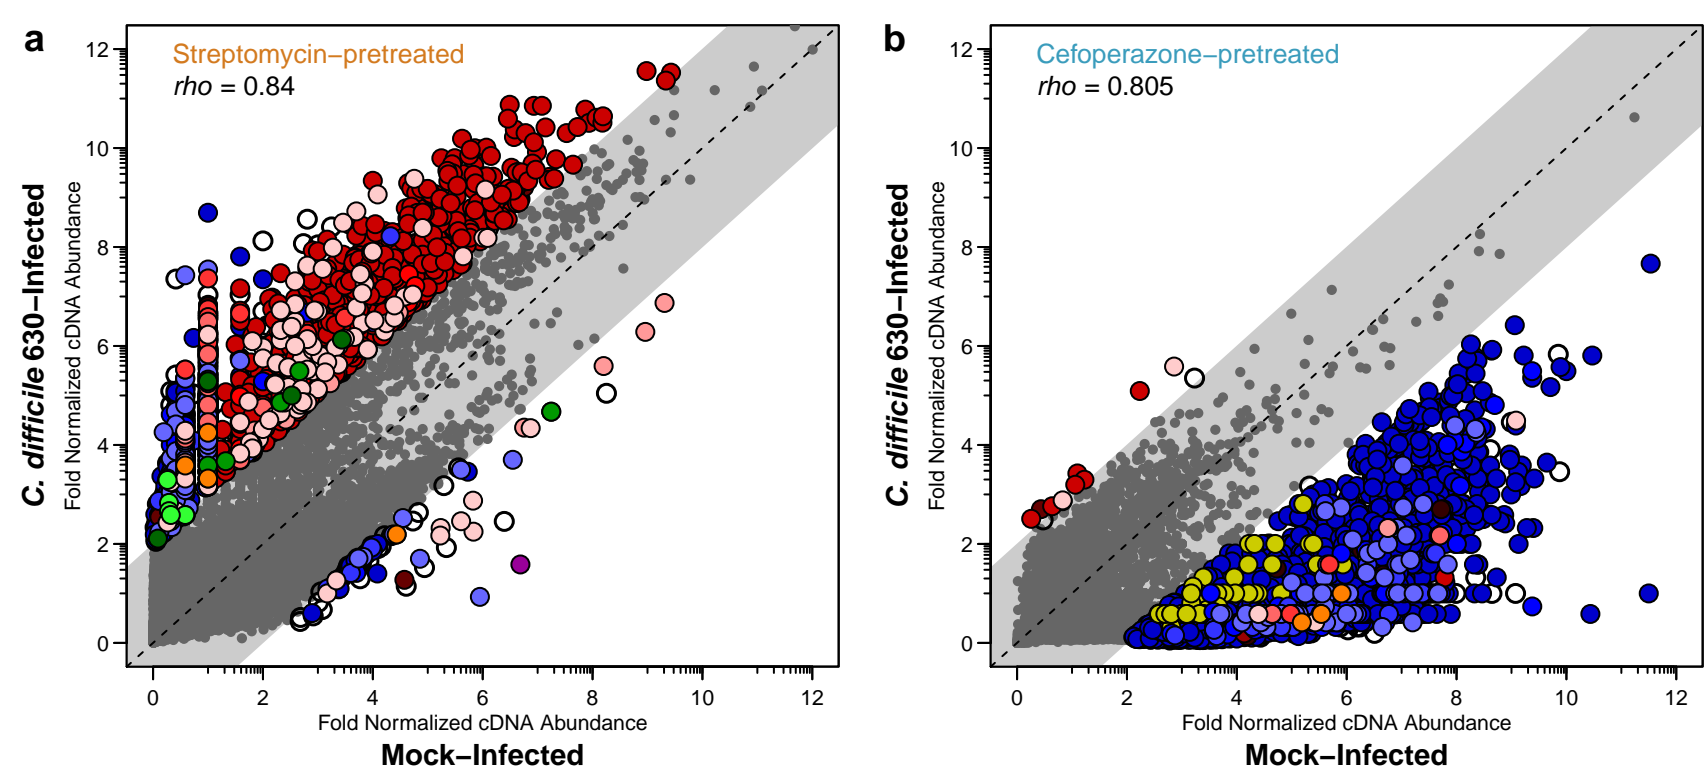 a
Streptomycin−pretreated
rho = 0.84
C. difficile 630−Infected
Fold Normalized cDNA Abundance
12
10
8
6
4
2
0
0 2 4 6 8 10 12
Fold Normalized cDNA Abundance
Mock−Infected
b
Cefoperazone−pretreated
rho = 0.805
C. difficile 630−Infected
Fold Normalized cDNA Abundance
12
10
8
6
4
2
0
0 2 4 6 8 10 12
Fold Normalized cDNA Abundance
Mock−Infected